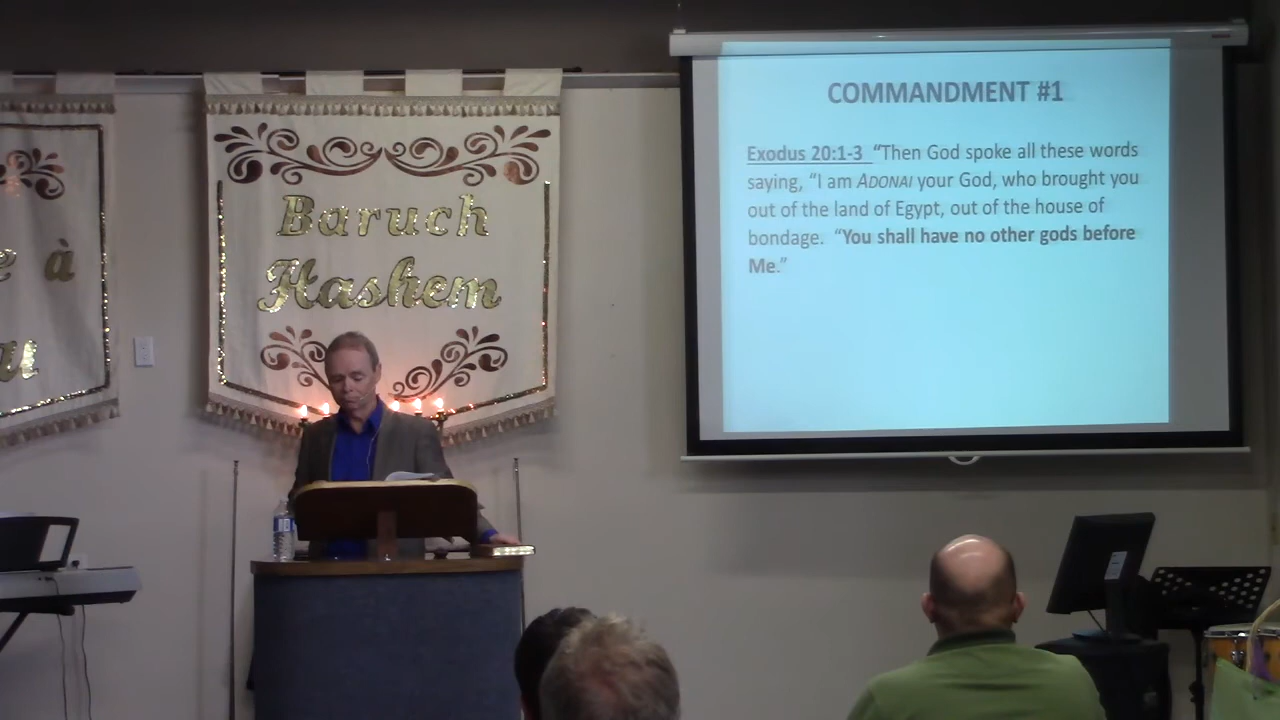 à
Baruch
Hashem
COMMANDMENT #1
Exodus 20:1-3 “Then God spoke all these words
saying, “I am ADONAI your God, who brought you
out of the land of Egypt, out of the house of
bondage. “You shall have no other gods before
Me.”